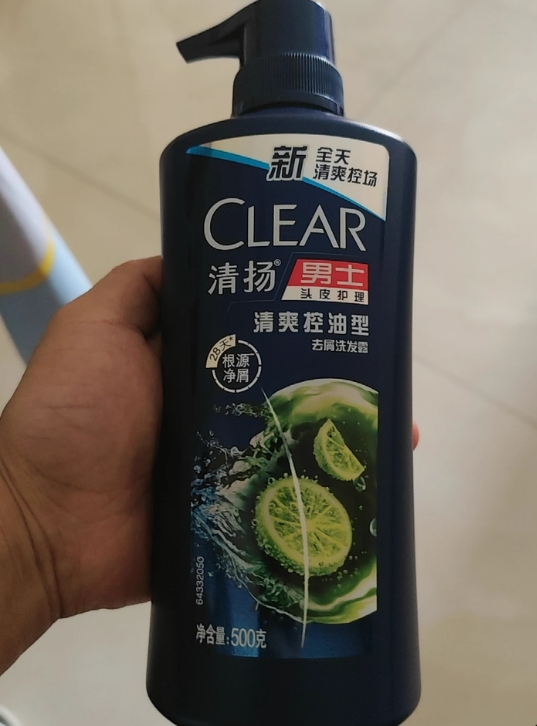 新 全天
清爽控场
CLEAR
清扬® 男士
头皮护理
清爽控油型
去屑洗发露
28天*
根源
净屑
64332050
净含量:500克